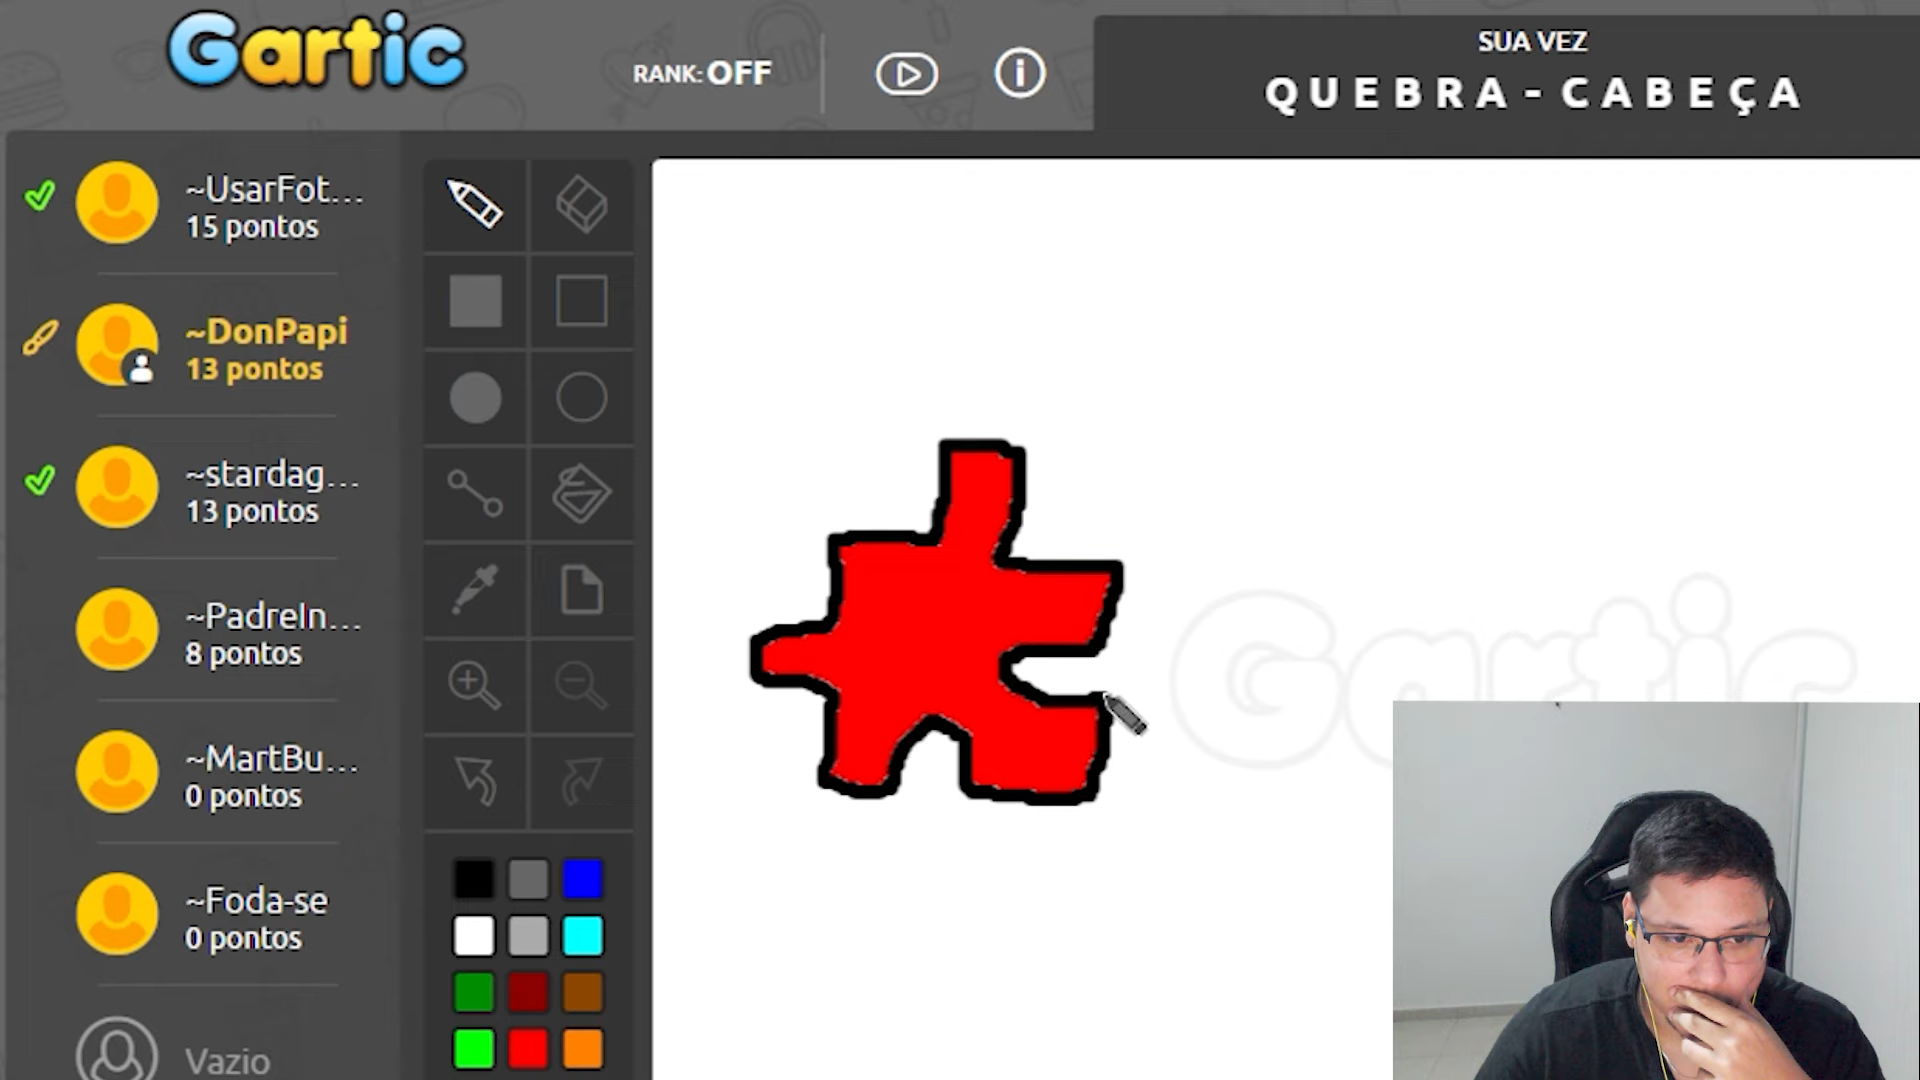 Gartic
RANK: OFF
SUA VEZ
QUEBRA-CABEÇA
~UsarFot...
15 pontos
~DonPapi
13 pontos
~stardag...
13 pontos
~PadreIn...
8 pontos
~MartBu...
0 pontos
~Foda-se
0 pontos
Vazio
Gartic